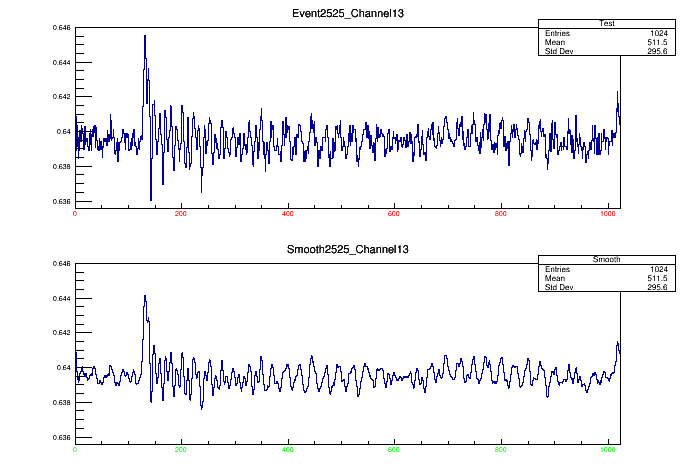 Event2525_Channel13
Test
Entries 1024
Mean 511.5
Std Dev 295.6
0.646
0.644
0.642
0.64
0.638
0.636
0 200 400 600 800 1000
Smooth2525_Channel13
Smooth
Entries 1024
Mean 511.5
Std Dev 295.6
0.646
0.644
0.642
0.64
0.638
0.636
0 200 400 600 800 1000